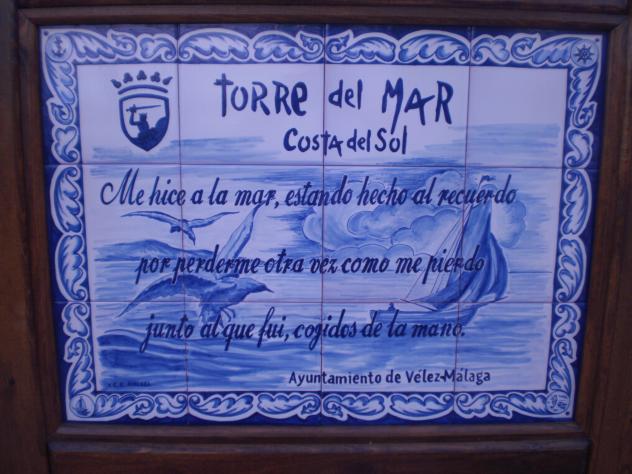 TORRe del MAR
Costa del Sol
Me hice a la mar, estando hecho al recuerdo
por perderme otra vez como me pierdo
junto al que fui, cogidos de la mano.
Ayuntamiento de Vélez-Málaga